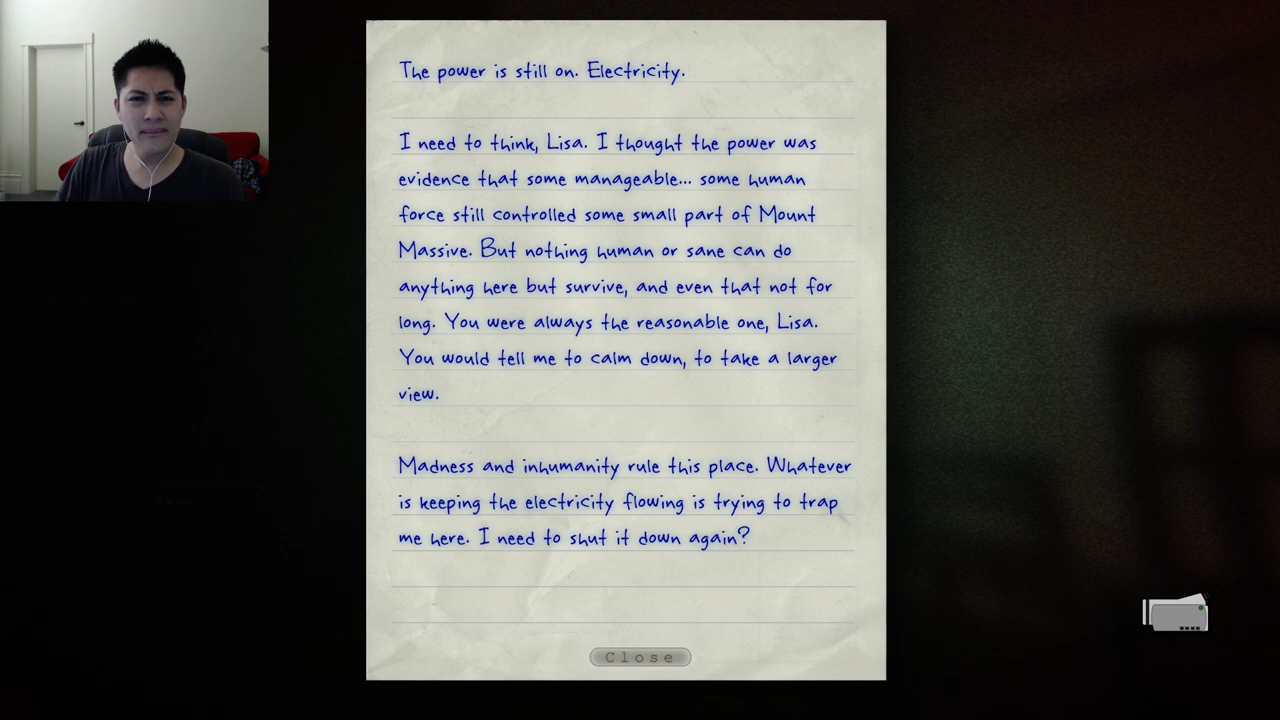 The power is still on. Electricity.
I need to think, Lisa. I thought the power was
evidence that some manageable... some human
force still controlled some small part of Mount
Massive. But nothing human or sane can do
anything here but survive, and even that not for
long. You were always the reasonable one, Lisa.
You would tell me to calm down, to take a larger
view.
Madness and inhumanity rule this place. Whatever
is keeping the electricity flowing is trying to trap
me here. I need to shut it down again?
Close